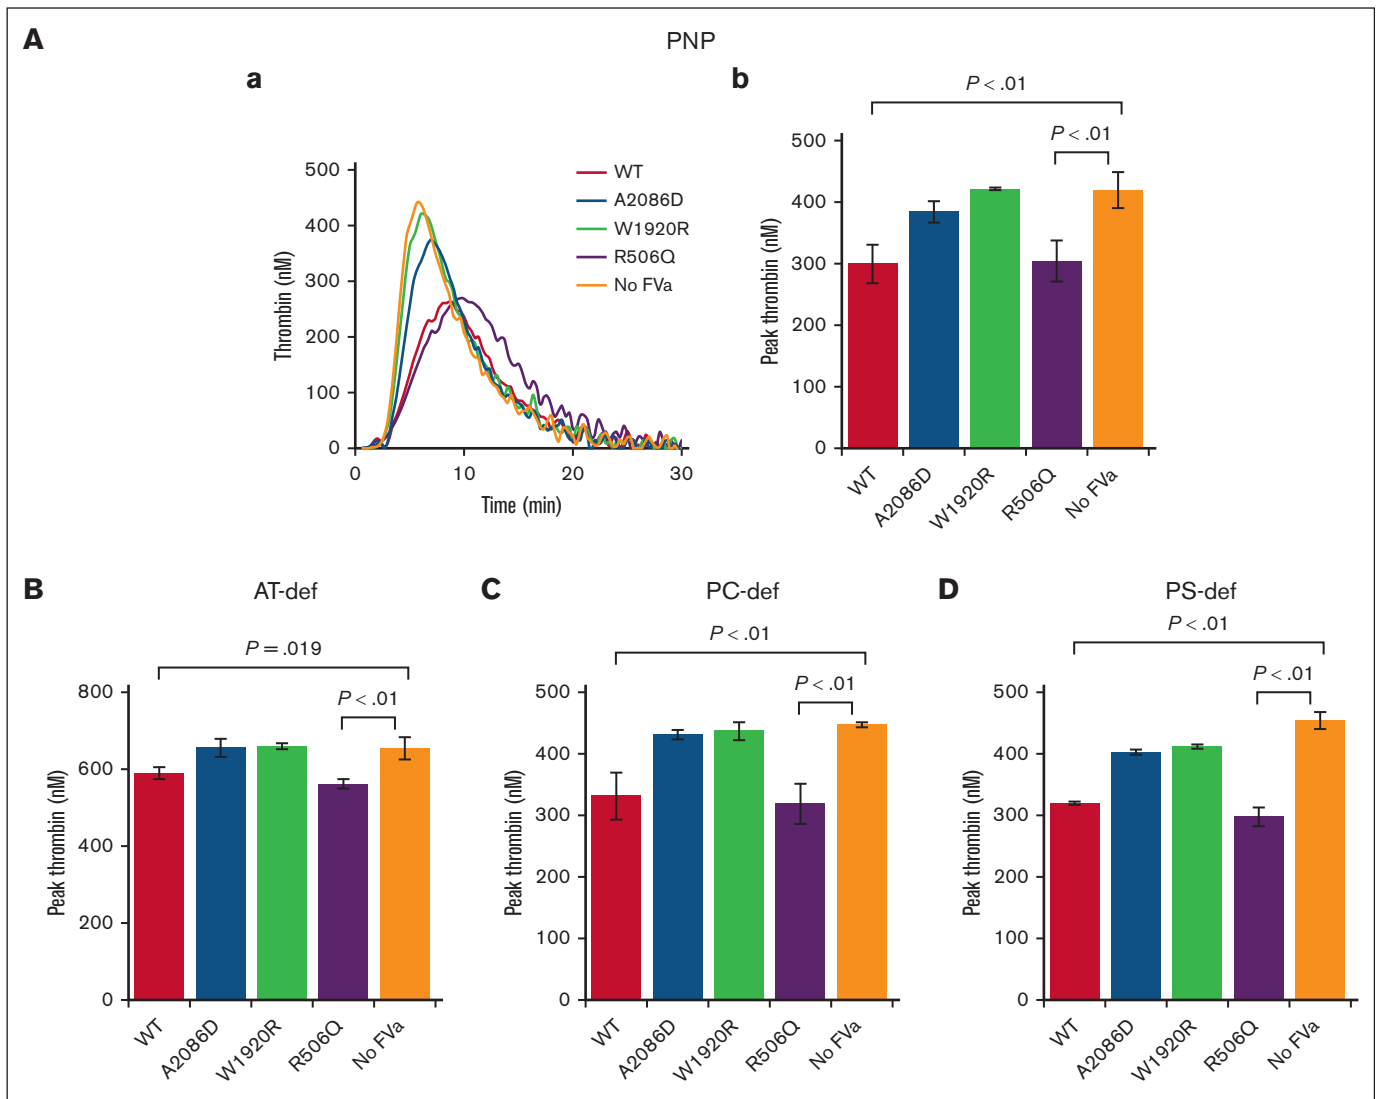 A
PNP
a
500
400
300
200
100
0
Thrombin (nM)
0
10
20
30
Time (min)
WT
A2086D
W1920R
R506Q
No FVa
b
P < .01
P < .01
500
400
300
200
100
0
Peak thrombin (nM)
WT
A2086D
W1920R
R506Q
No FVa
B
AT-def
P = .019
P < .01
800
600
400
200
0
Peak thrombin (nM)
WT
A2086D
W1920R
R506Q
No FVa
C
PC-def
P < .01
P < .01
500
400
300
200
100
0
Peak thrombin (nM)
WT
A2086D
W1920R
R506Q
No FVa
D
PS-def
P < .01
P < .01
500
400
300
200
100
0
Peak thrombin (nM)
WT
A2086D
W1920R
R506Q
No FVa